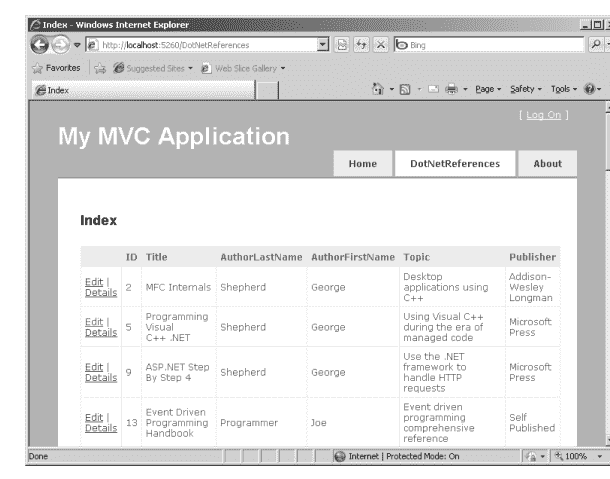 Index - Windows Internet Explorer
http://localhost:5260/DotNetReferences
Bing
Favorites Suggested Sites Web Slice Gallery
Index Page Safety Tools
[ Log On ]
My MVC Application
Home DotNetReferences About
Index
ID Title AuthorLastName AuthorFirstName Topic Publisher
Edit | Details 2 MFC Internals Shepherd George Desktop applications using C++ Addison-Wesley Longman
Edit | Details 5 Programming Visual C++ .NET Shepherd George Using Visual C++ during the era of managed code Microsoft Press
Edit | Details 9 ASP.NET Step By Step 4 Shepherd George Use the .NET framework to handle HTTP requests Microsoft Press
Edit | Details 13 Event Driven Programming Handbook Programmer Joe Event driven programming comprehensive reference Self Published
Done Internet | Protected Mode: On 100%